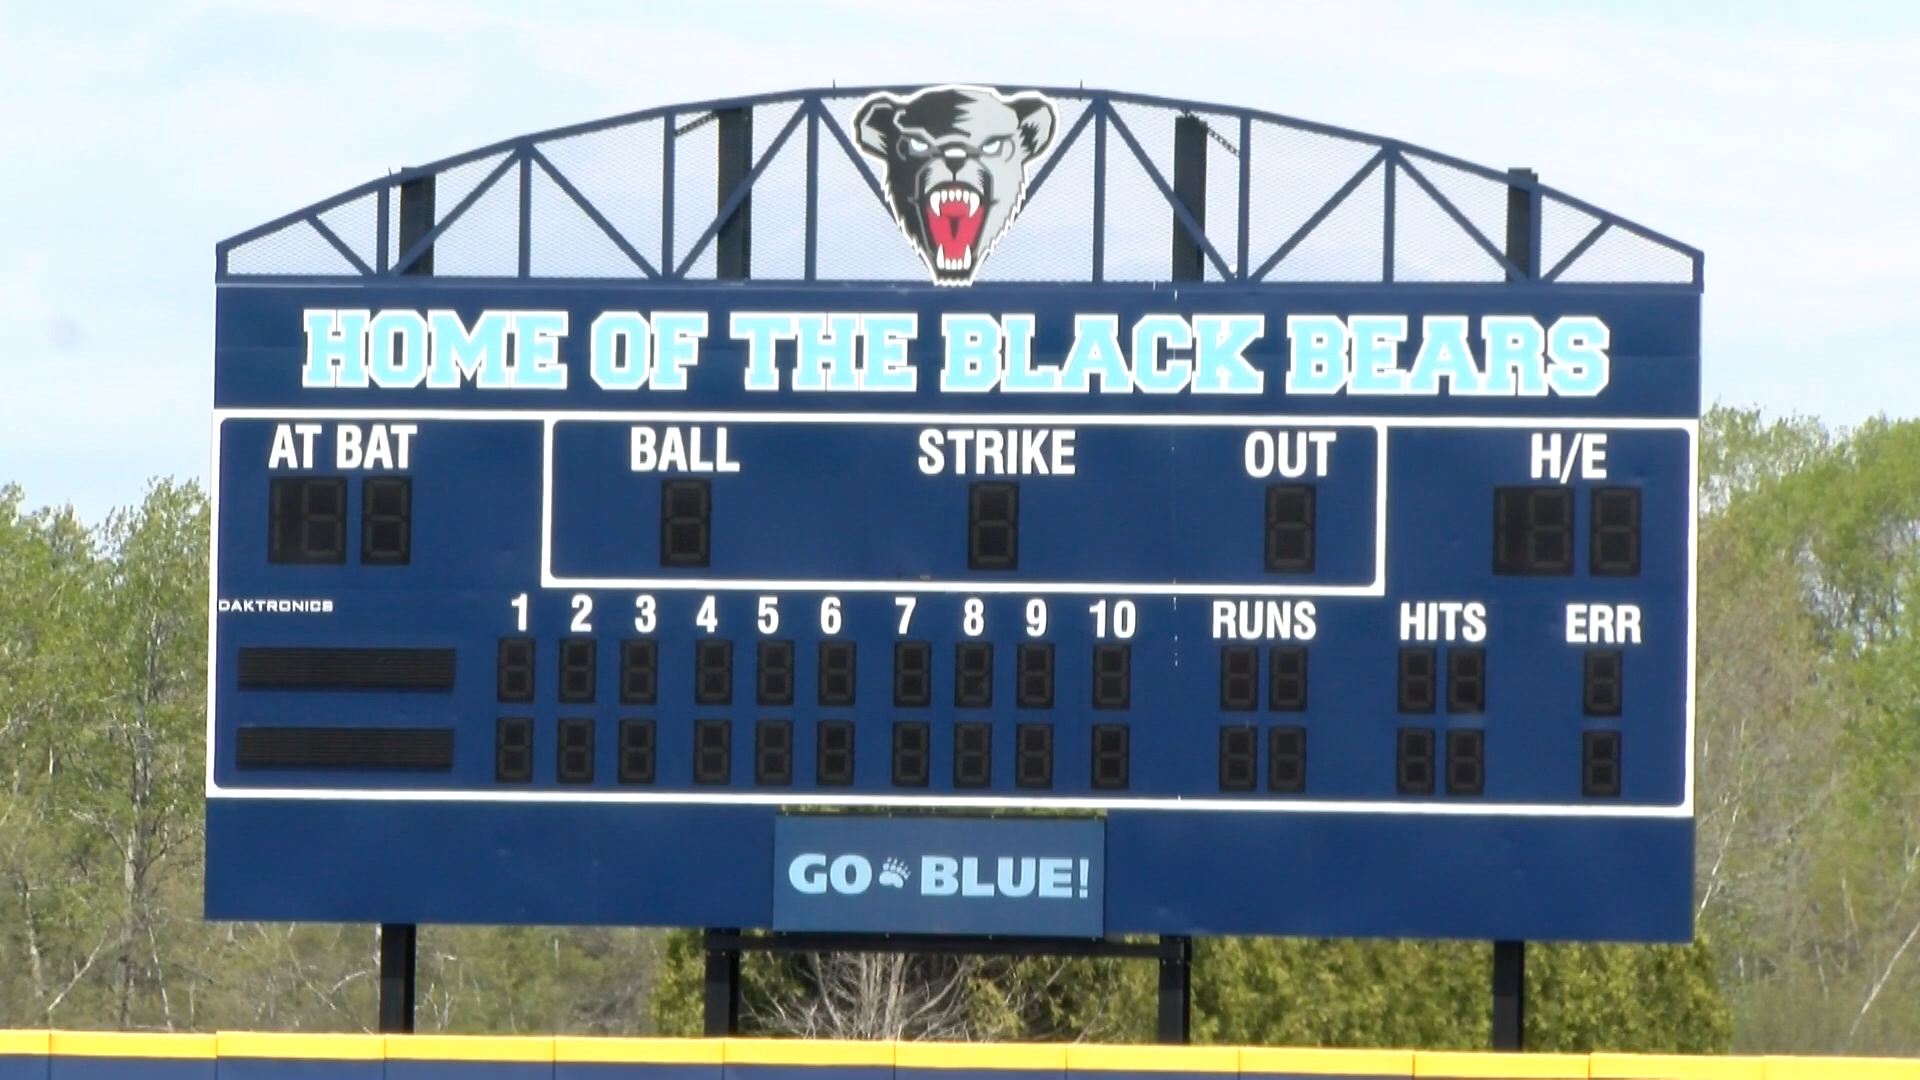 HOME OF THE BLACK BEARS
AT BAT BALL STRIKE OUT H/E
DAKTRONICS
1 2 3 4 5 6 7 8 9 10 RUNS HITS ERR
GO BLUE!